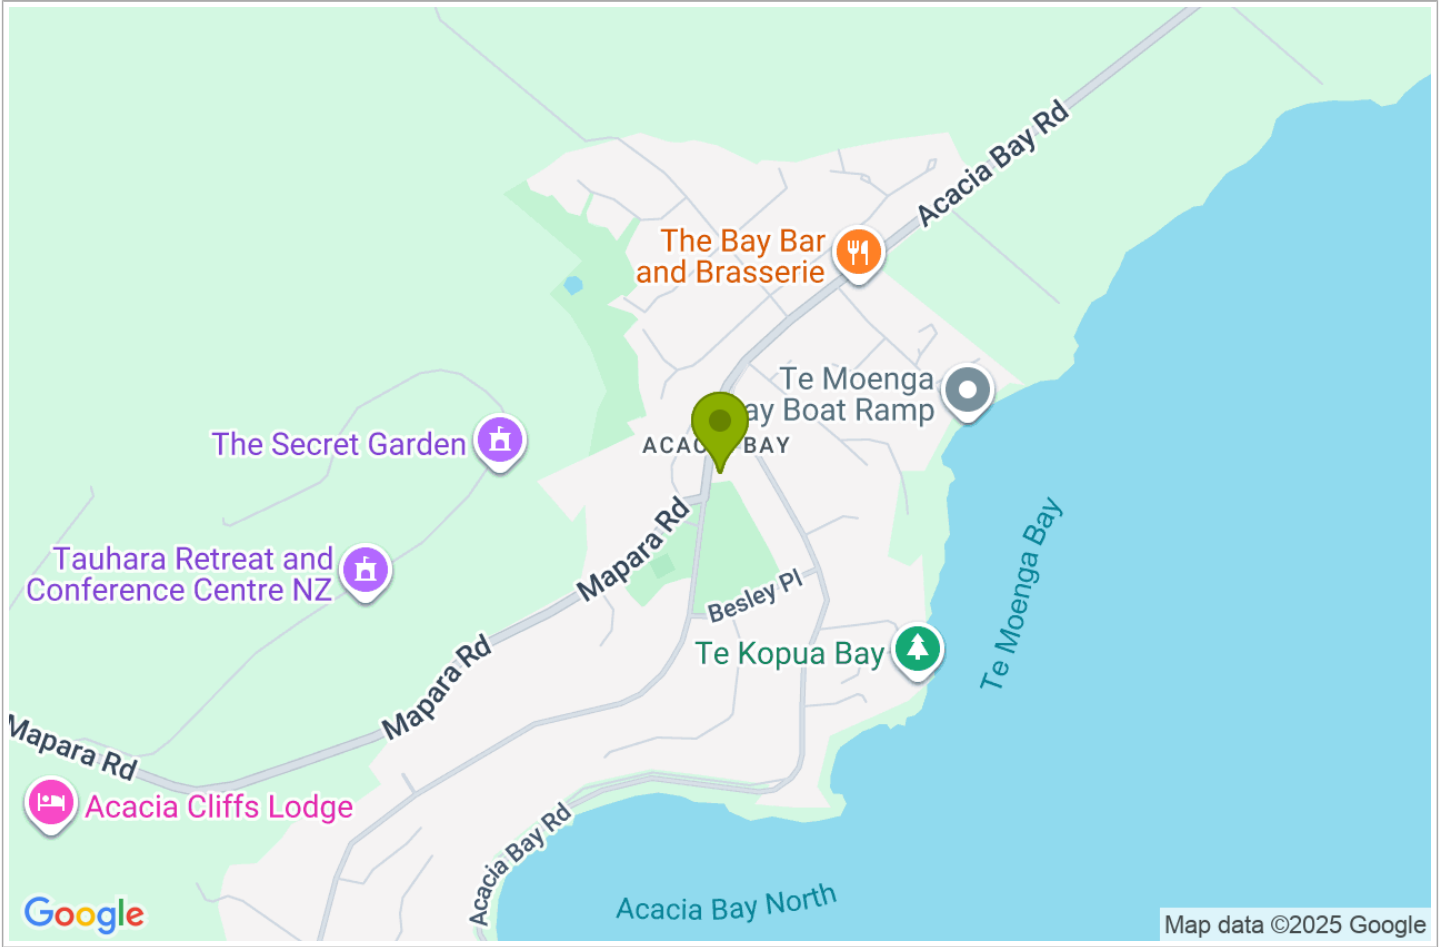 Acacia Bay Rd
The Bay Bar
and Brasserie
Te Moenga
ay Boat Ramp
The Secret Garden
ACAC BAY
Mapara Rd
Te Moenga Bay
Tauhara Retreat and
Conference Centre NZ
Besley Pl
Te Kopua Bay
Mapara Rd
Mapara Rd
Acacia Cliffs Lodge
Acacia Bay Rd
Acacia Bay North
Google
Map data ©2025 Google